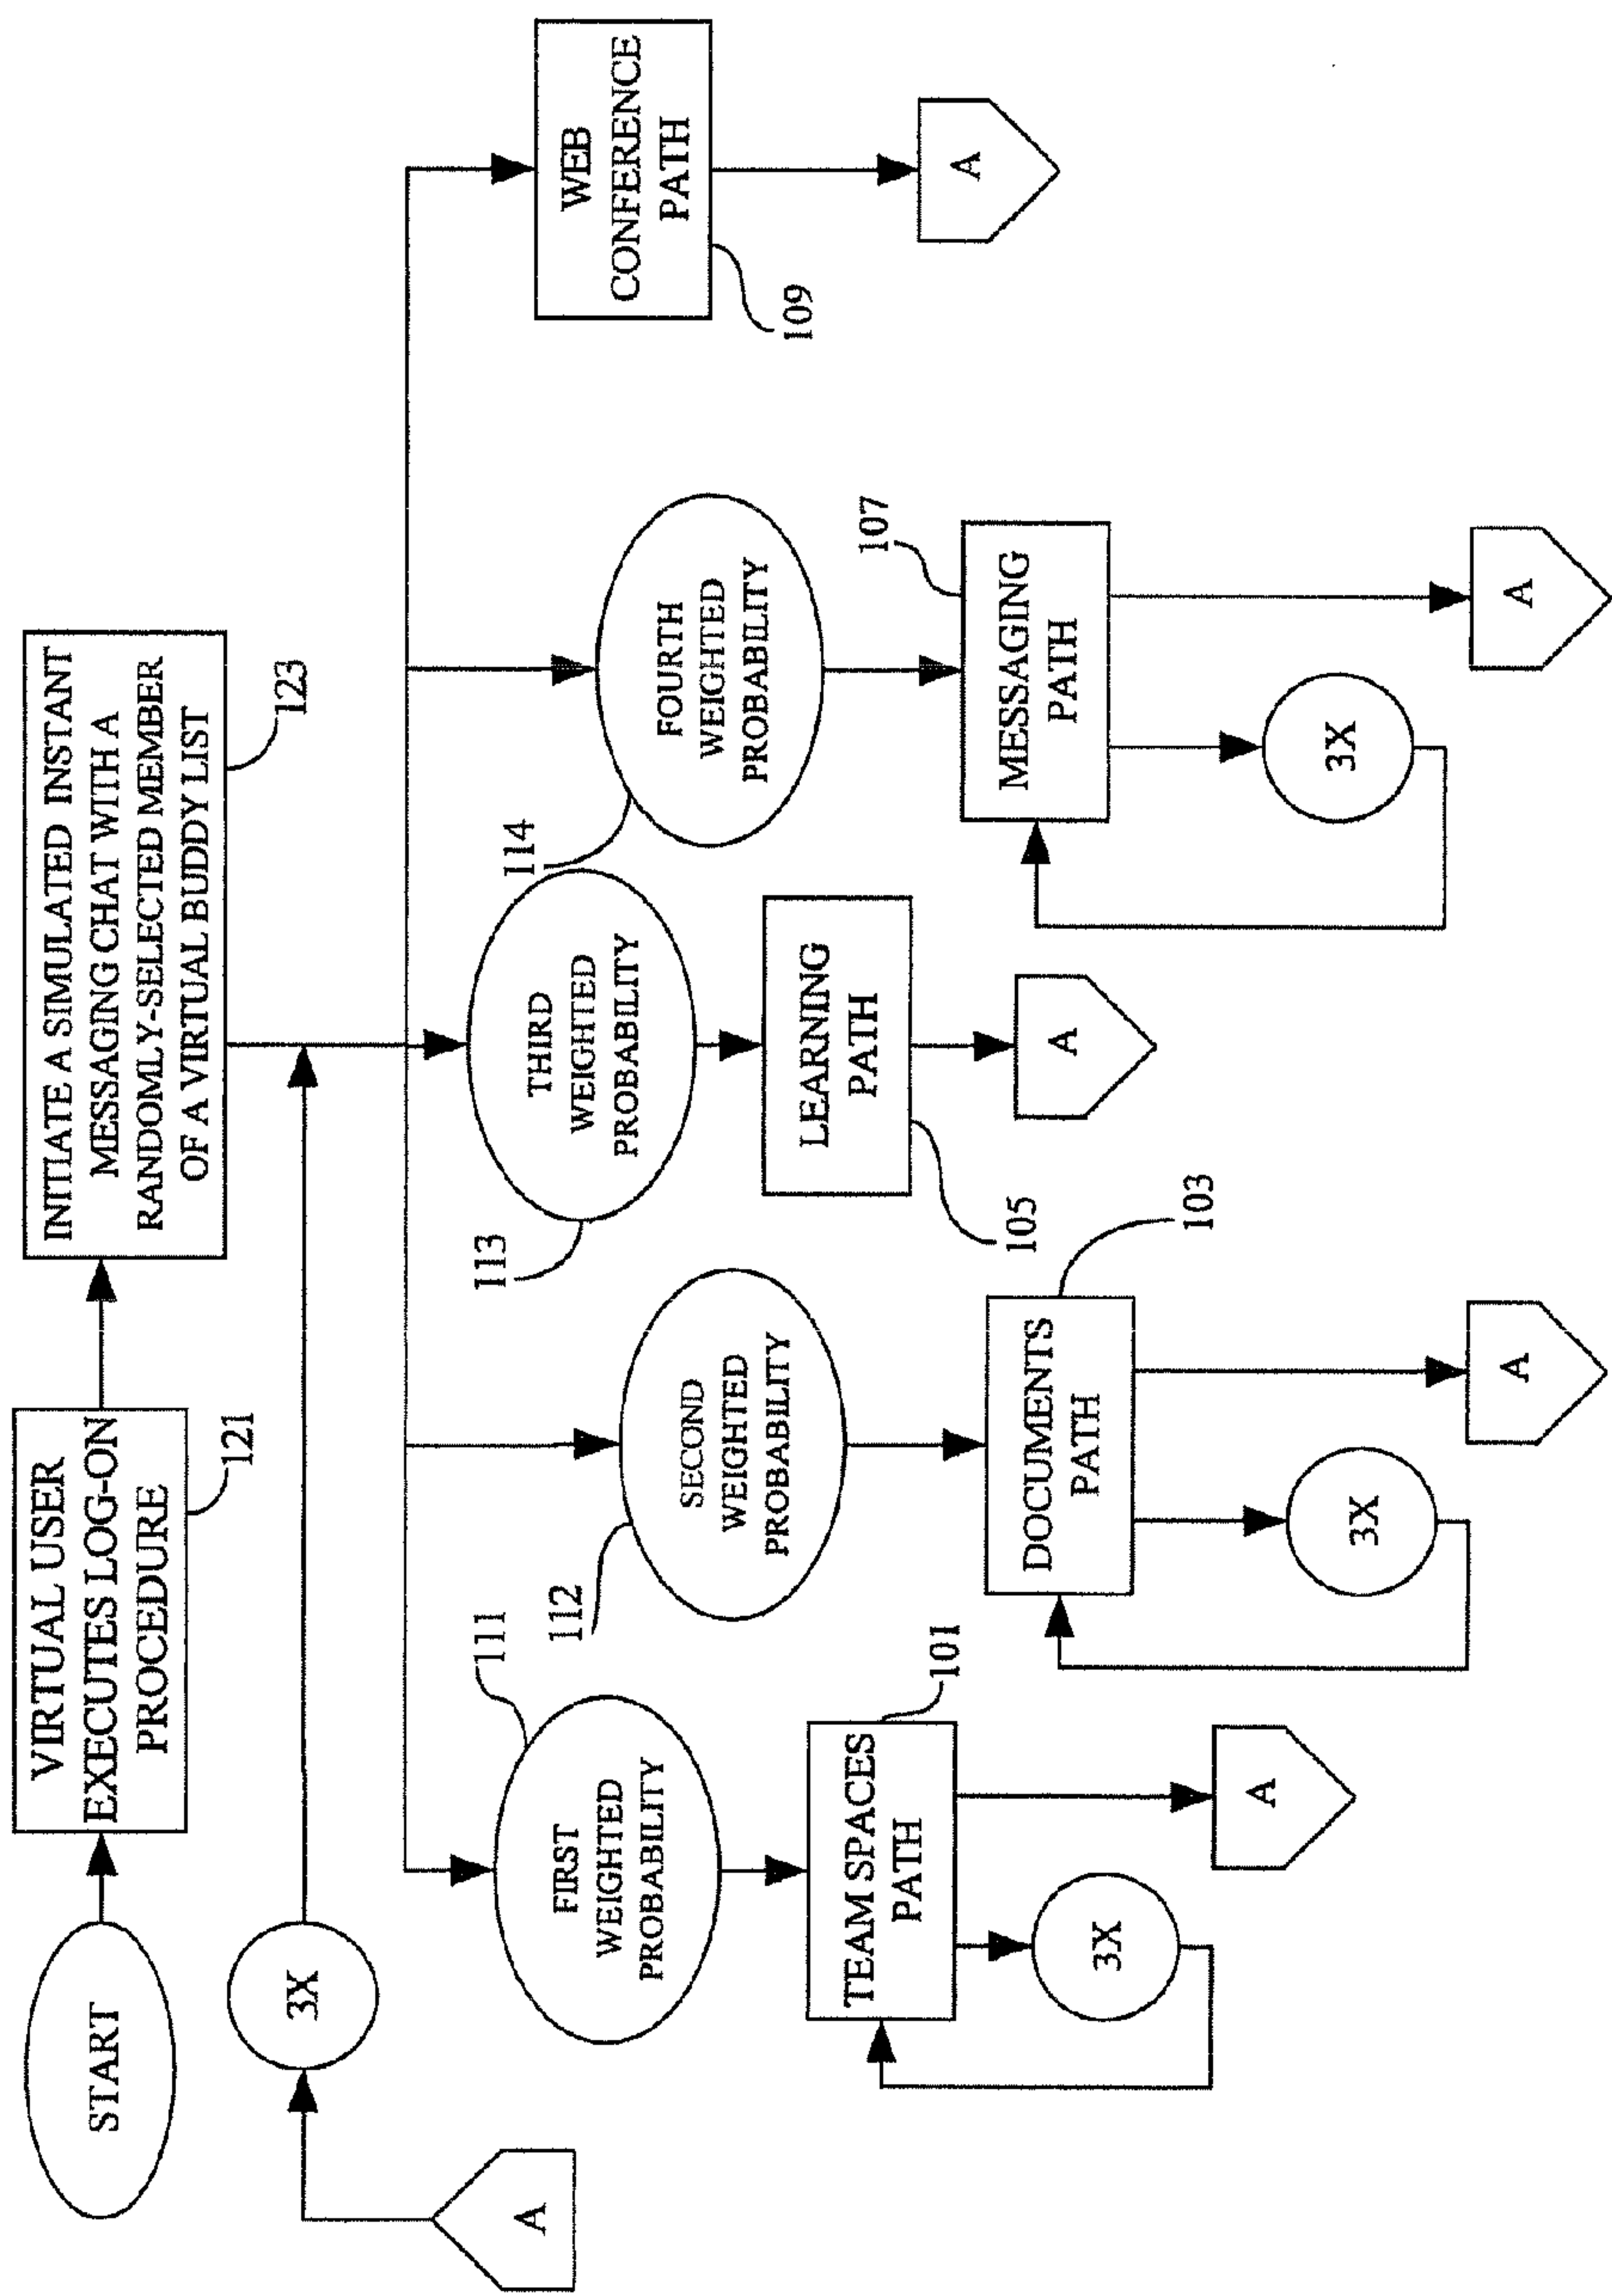 START
VIRTUAL USER
EXECUTES LOG-ON
PROCEDURE
121
INITIATE A SIMULATED INSTANT
MESSAGING CHAT WITH A
RANDOMLY-SELECTED MEMBER
OF A VIRTUAL BUDDY LIST
123
A
3X
111
FIRST
WEIGHTED
PROBABILITY
112
SECOND
WEIGHTED
PROBABILITY
113
THIRD
WEIGHTED
PROBABILITY
114
FOURTH
WEIGHTED
PROBABILITY
WEB
CONFERENCE
PATH
109
A
TEAM SPACES
PATH
101
3X
A
DOCUMENTS
PATH
103
3X
A
LEARNING
PATH
105
A
MESSAGING
PATH
107
3X
A